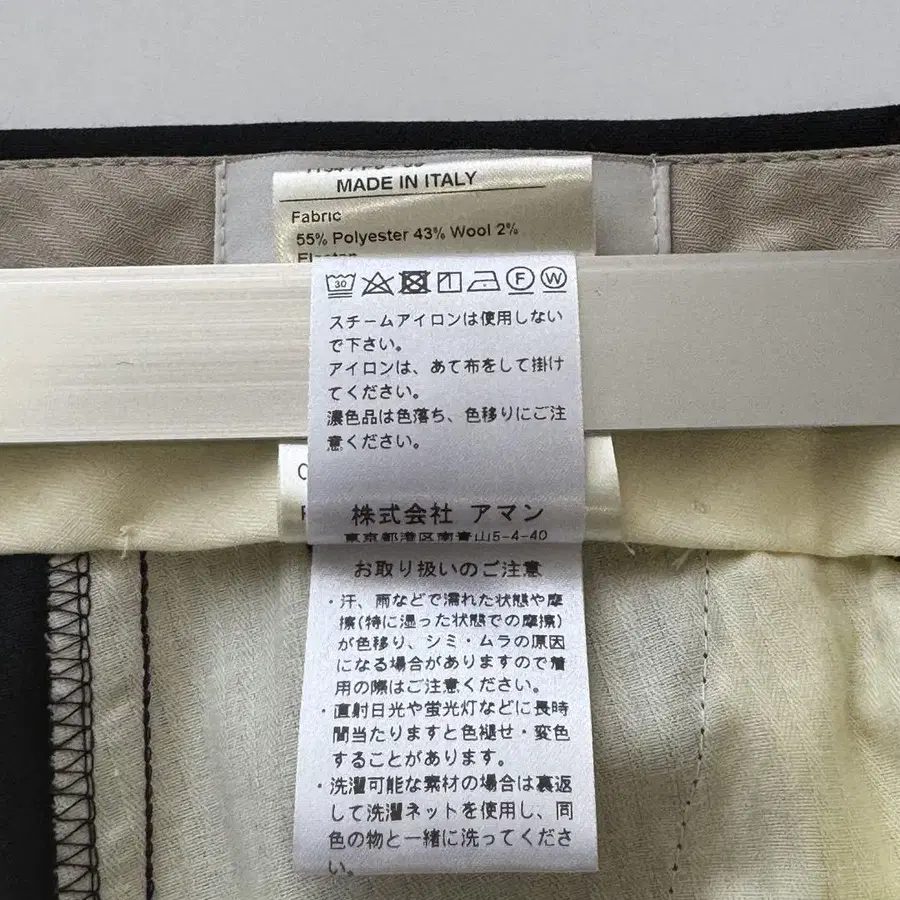 MADE IN ITALY
Fabric
55% Polyester 43% Wool 2%
30 F W
スチームアイロンは使用しない
で下さい。
アイロンは、あて布をして掛け
てください。
濃色品は色落ち、色移りにご注
意ください。
株式会社 アマン
東京都港区南青山5-4-40
お取り扱いのご注意
・汗、雨などで濡れた状態や摩
擦(特に湿った状態での摩擦)
が色移り、シミ・ムラの原因
になる場合がありますので着
用の際はご注意ください。
・直射日光や蛍光灯などに長時
間当たりますと色褪せ・変色
することがあります。
・洗濯可能な素材の場合は裏返
して洗濯ネットを使用し、同
色の物と一緒に洗ってくださ
い。